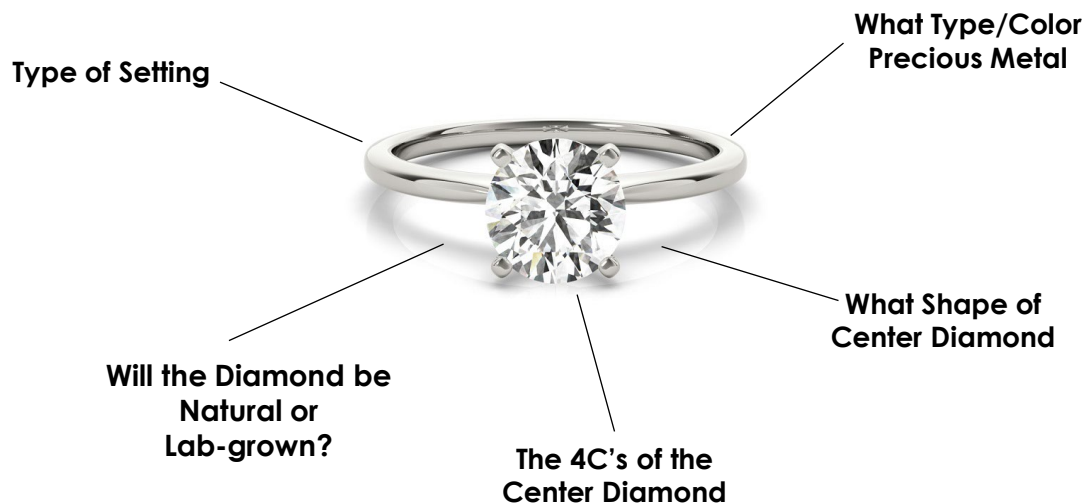 What Type/Color
Precious Metal
Type of Setting
What Shape of
Center Diamond
Will the Diamond be
Natural or
Lab-grown?
The 4C’s of the
Center Diamond